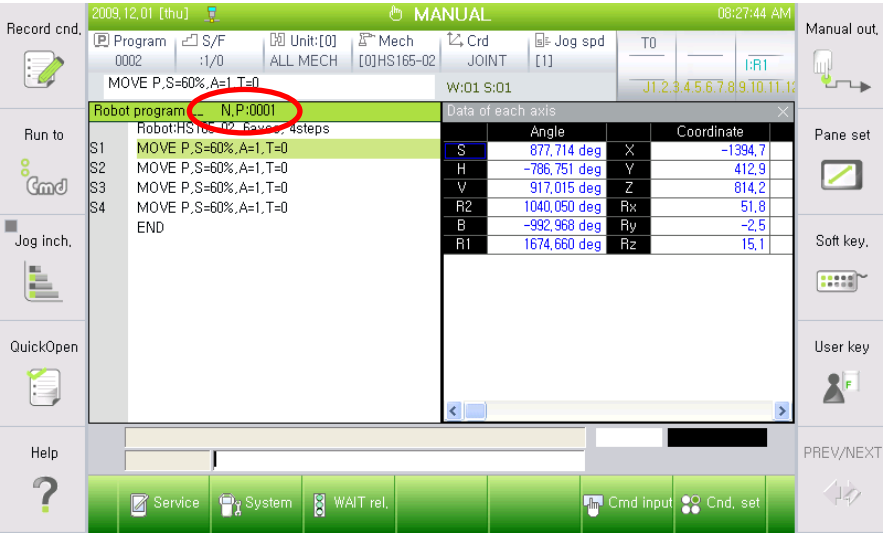 2009,12,01 [thu]
MANUAL
08:27:44 AM
Record cnd,
Run to
Cmd
Jog inch,
QuickOpen
Help
Program
0002
S/F
:1/0
Unit:[0]
ALL MECH
Mech
[0]HS165-02
Crd
JOINT
Jog spd
[1]
T0
I:R1
MOVE P,S=60%,A=1,T=0
W:01 S:01
J1,2,3,4,5,6,7,8,9,10,11,12
Robot program
N,P:0001
Robot:HS165-02, 6axes, 4steps
S1 MOVE P,S=60%,A=1,T=0
S2 MOVE P,S=60%,A=1,T=0
S3 MOVE P,S=60%,A=1,T=0
S4 MOVE P,S=60%,A=1,T=0
END
Data of each axis
Angle Coordinate
S 877,714 deg X -1394,7
H -786,751 deg Y 412,9
V 917,015 deg Z 814,2
R2 1040,050 deg Rx 51,8
B -992,968 deg Ry -2,5
R1 1674,660 deg Rz 15,1
Service
System
WAIT rel,
Cmd input
Cnd, set
Manual out,
Pane set
Soft key,
User key
F
PREV/NEXT